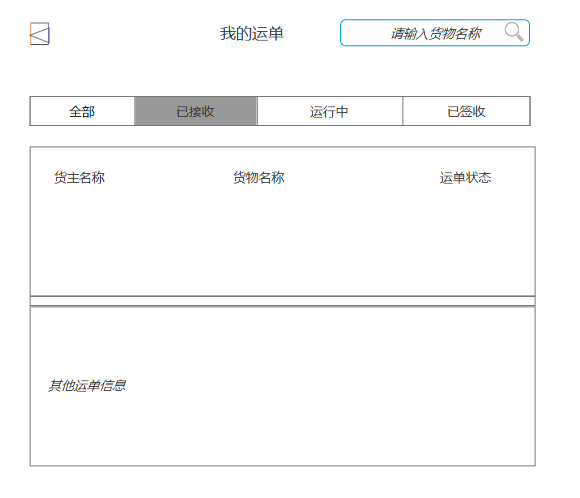 我的运单 请输入货物名称
全部 已接收 运行中 已签收
货主名称 货物名称 运单状态
其他运单信息